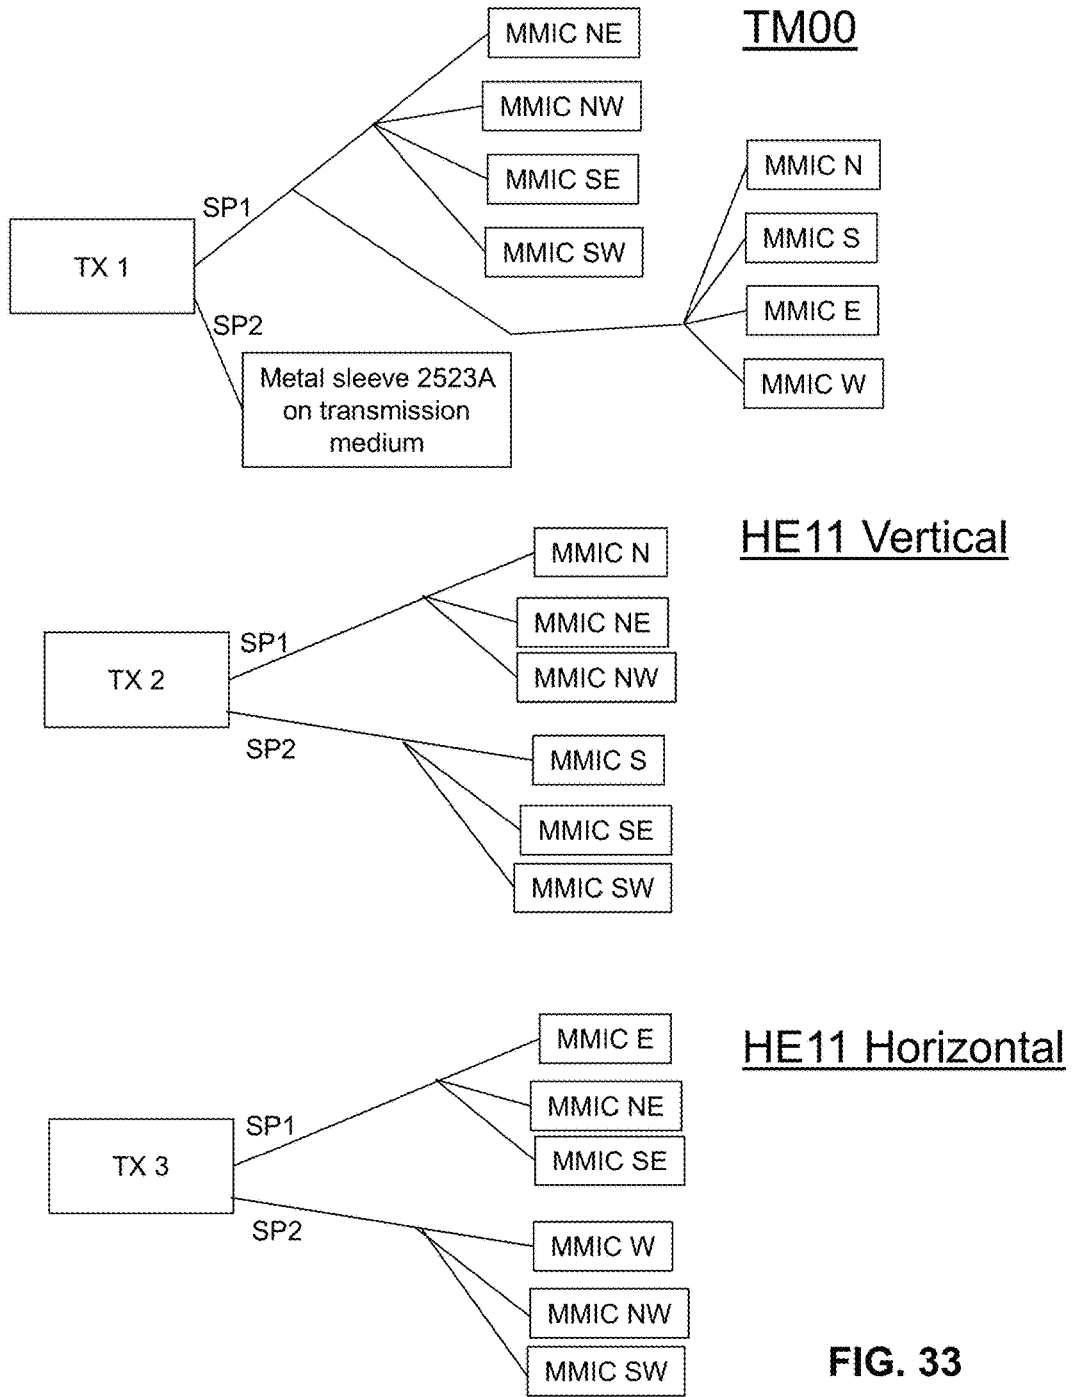 TM00
MMIC NE
MMIC NW
MMIC SE
MMIC SW
MMIC N
MMIC S
MMIC E
MMIC W
SP1
TX 1
SP2
Metal sleeve 2523A
on transmission
medium
HE11 Vertical
MMIC N
MMIC NE
MMIC NW
SP1
TX 2
SP2
MMIC S
MMIC SE
MMIC SW
HE11 Horizontal
MMIC E
MMIC NE
MMIC SE
SP1
TX 3
SP2
MMIC W
MMIC NW
MMIC SW
FIG. 33